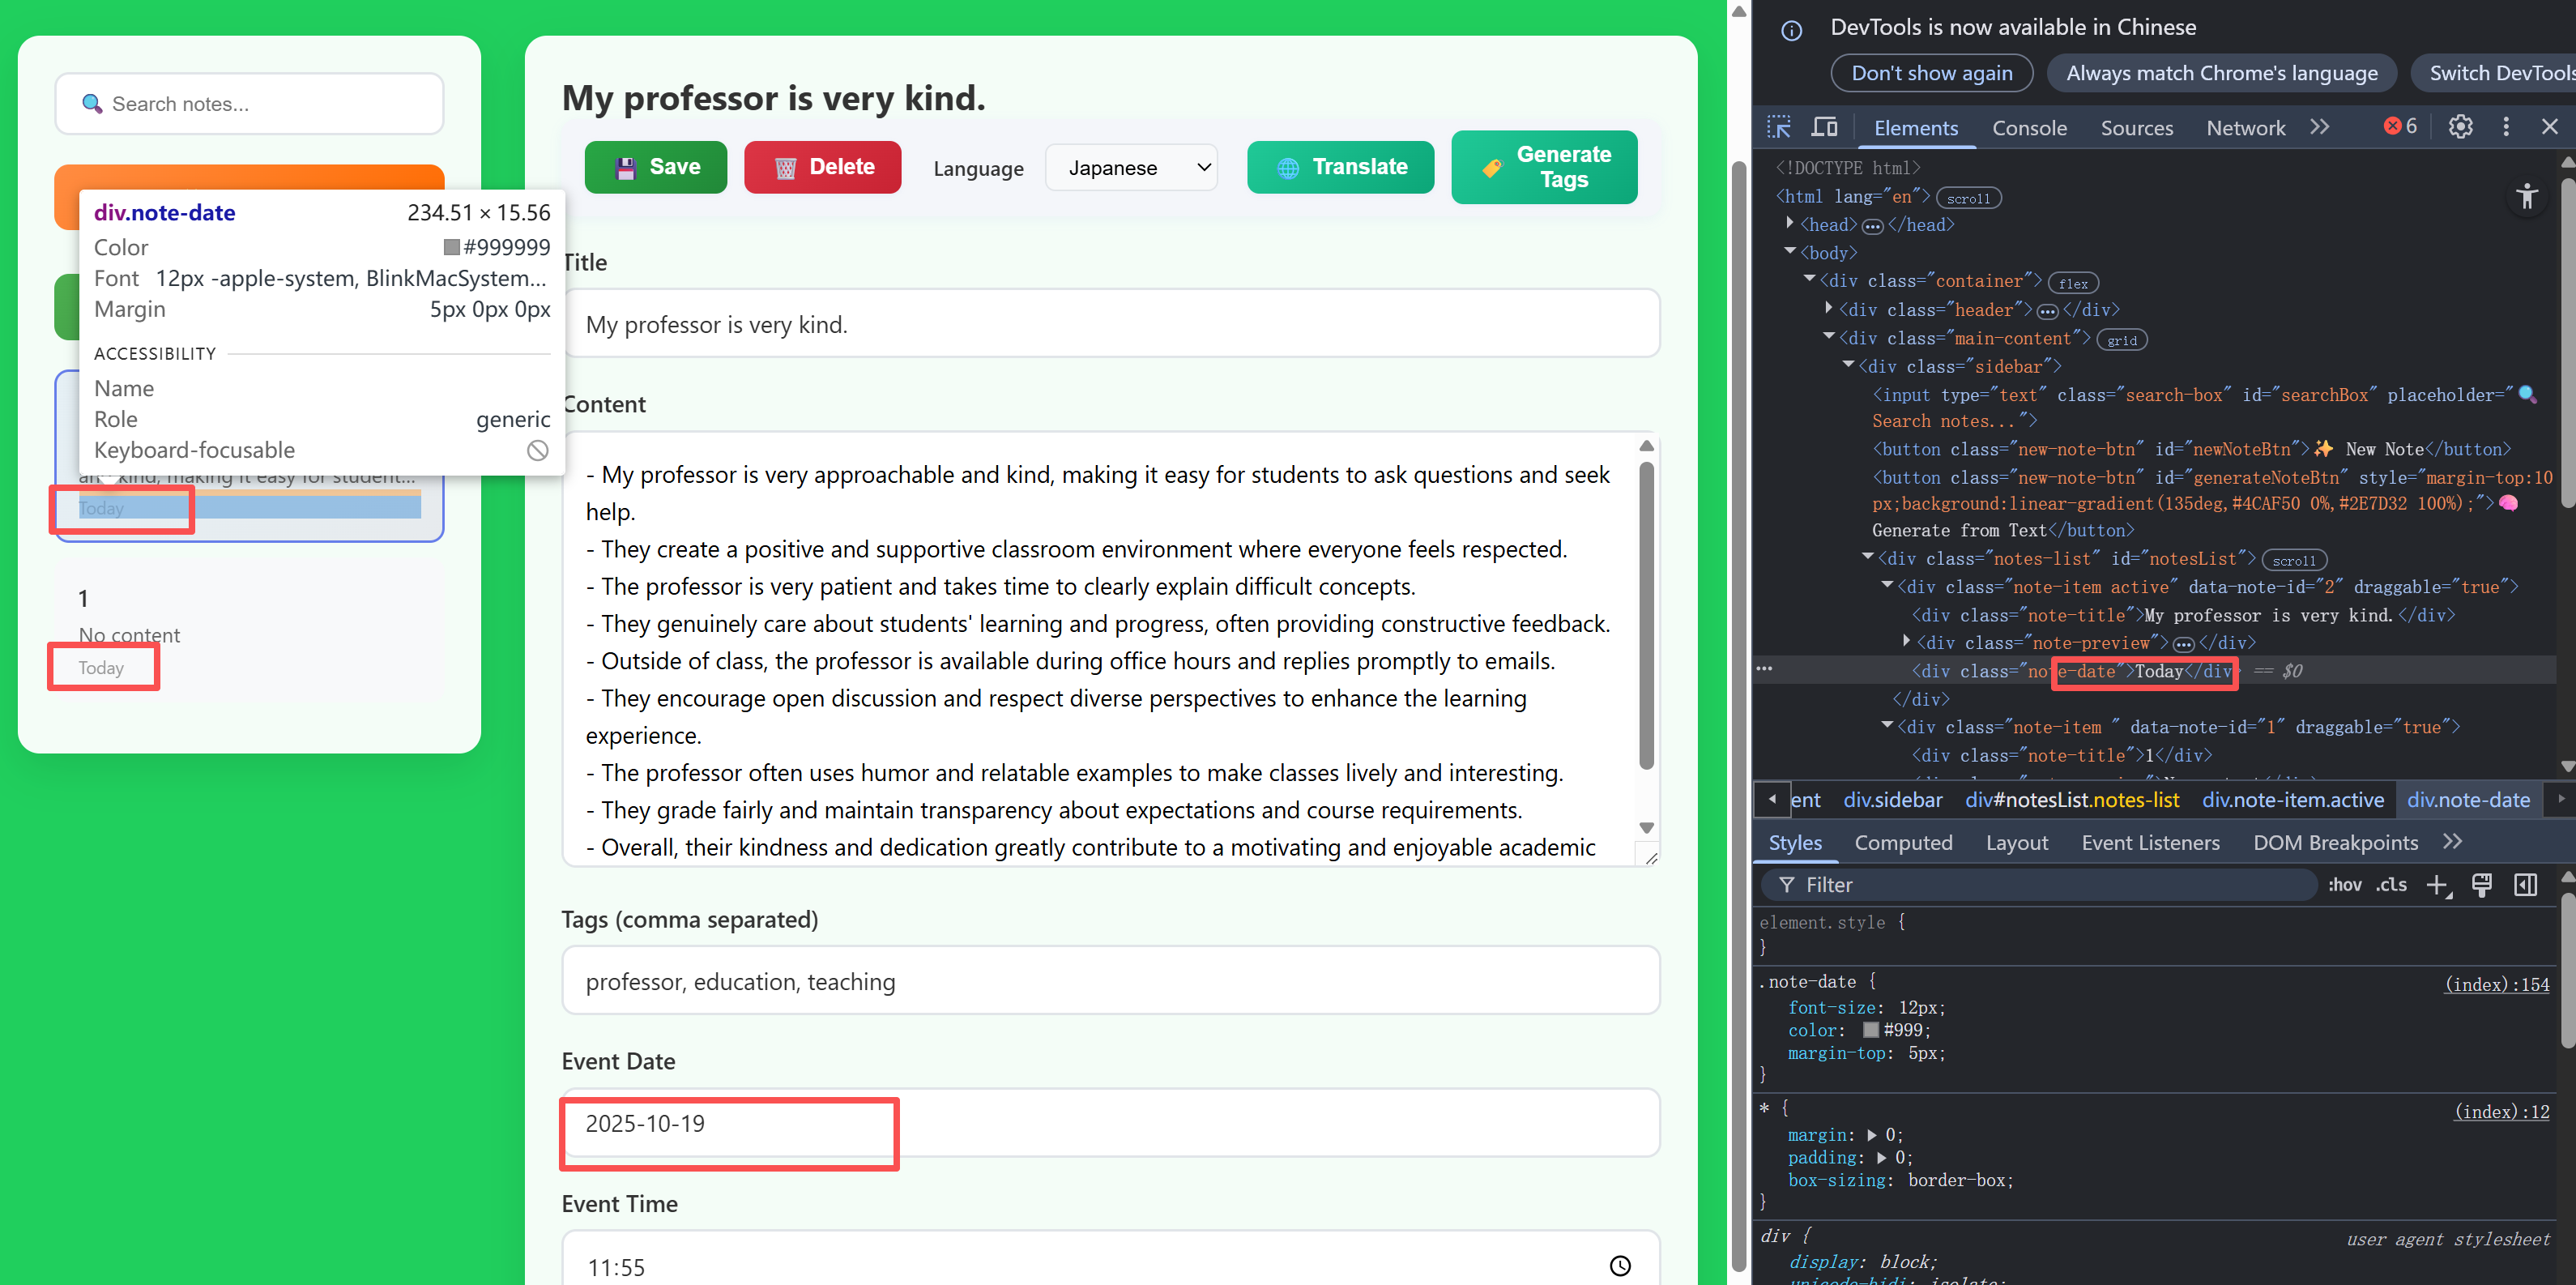 🔍 Search notes...
div.note-date 234.51 × 15.56
Color #999999
Font 12px -apple-system, BlinkMacSystem...
Margin 5px 0px 0px
ACCESSIBILITY
Name
Role generic
Keyboard-focusable
and kind, making it easy for student...
Today
1
No content
Today
My professor is very kind.
💾 Save
🗑️ Delete
Language
Japanese
🌐 Translate
🏷️ Generate
Tags
Title
My professor is very kind.
Content
- My professor is very approachable and kind, making it easy for students to ask questions and seek
help.
- They create a positive and supportive classroom environment where everyone feels respected.
- The professor is very patient and takes time to clearly explain difficult concepts.
- They genuinely care about students' learning and progress, often providing constructive feedback.
- Outside of class, the professor is available during office hours and replies promptly to emails.
- They encourage open discussion and respect diverse perspectives to enhance the learning
experience.
- The professor often uses humor and relatable examples to make classes lively and interesting.
- They grade fairly and maintain transparency about expectations and course requirements.
- Overall, their kindness and dedication greatly contribute to a motivating and enjoyable academic
Tags (comma separated)
professor, education, teaching
Event Date
2025-10-19
Event Time
11:55
DevTools is now available in Chinese
Don't show again
Always match Chrome's language
Switch DevTools
Elements Console Sources Network 6
<!DOCTYPE html>
<html lang="en"> scroll
<head> ... </head>
<body>
<div class="container"> flex
<div class="header"> ... </div>
<div class="main-content"> grid
<div class="sidebar">
<input type="text" class="search-box" id="searchBox" placeholder="🔍
Search notes...">
<button class="new-note-btn" id="newNoteBtn">✨ New Note</button>
<button class="new-note-btn" id="generateNoteBtn" style="margin-top:10
px;background:linear-gradient(135deg,#4CAF50 0%,#2E7D32 100%);">🧠
Generate from Text</button>
<div class="notes-list" id="notesList"> scroll
<div class="note-item active" data-note-id="2" draggable="true">
<div class="note-title">My professor is very kind.</div>
<div class="note-preview"> ... </div>
... <div class="note-date">Today</div> == $0
</div>
<div class="note-item " data-note-id="1" draggable="true">
<div class="note-title">1</div>
ent div.sidebar div#notesList.notes-list div.note-item.active div.note-date
Styles Computed Layout Event Listeners DOM Breakpoints
Filter :hov .cls
element.style {
}
.note-date { (index):154
font-size: 12px;
color: #999;
margin-top: 5px;
}
* { (index):12
margin: 0;
padding: 0;
box-sizing: border-box;
}
div { user agent stylesheet
display: block;
unicode-bidi: isolate;